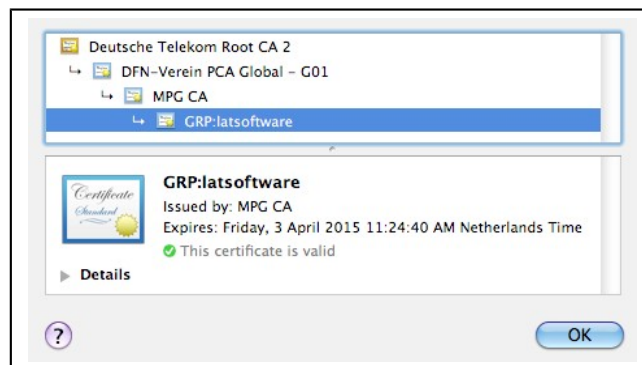 Deutsche Telekom Root CA 2
DFN-Verein PCA Global - G01
MPG CA
GRP:latsoftware
Certificate
Standard
GRP:latsoftware
Issued by: MPG CA
Expires: Friday, 3 April 2015 11:24:40 AM Netherlands Time
This certificate is valid
Details
?
OK